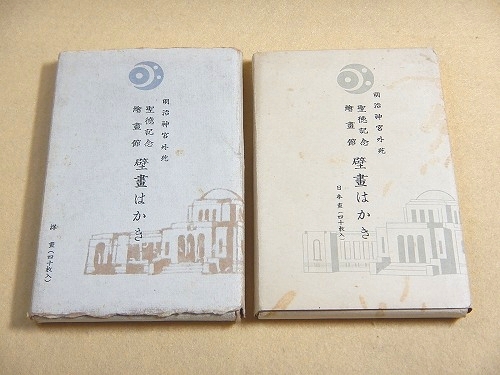 明治神宮外苑
聖徳記念
繪畫館
壁畫はかき
洋畫(四十枚入)
明治神宮外苑
聖徳記念
繪畫館
壁畫はかき
日本畫(四十枚入)